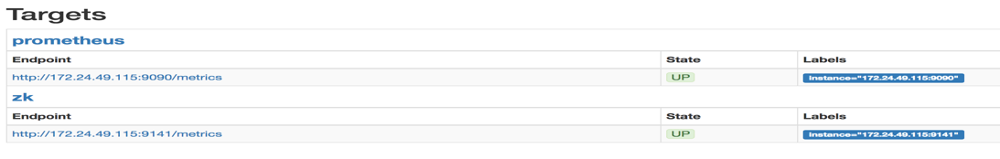 Targets
prometheus
Endpoint State Labels
http://172.24.49.115:9090/metrics UP instance="172.24.49.115:9090"
zk
Endpoint State Labels
http://172.24.49.115:9141/metrics UP instance="172.24.49.115:9141"